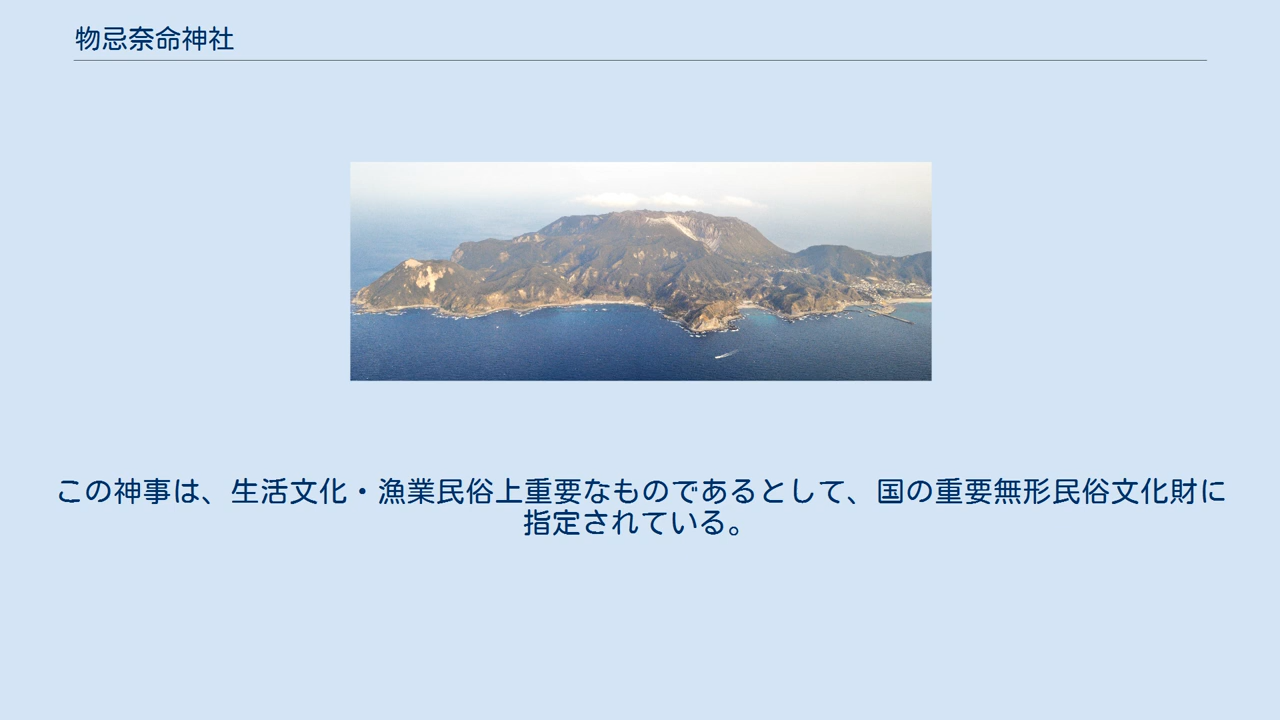 物忌奈命神社
この神事は、生活文化・漁業民俗上重要なものであるとして、国の重要無形民俗文化財に
指定されている。